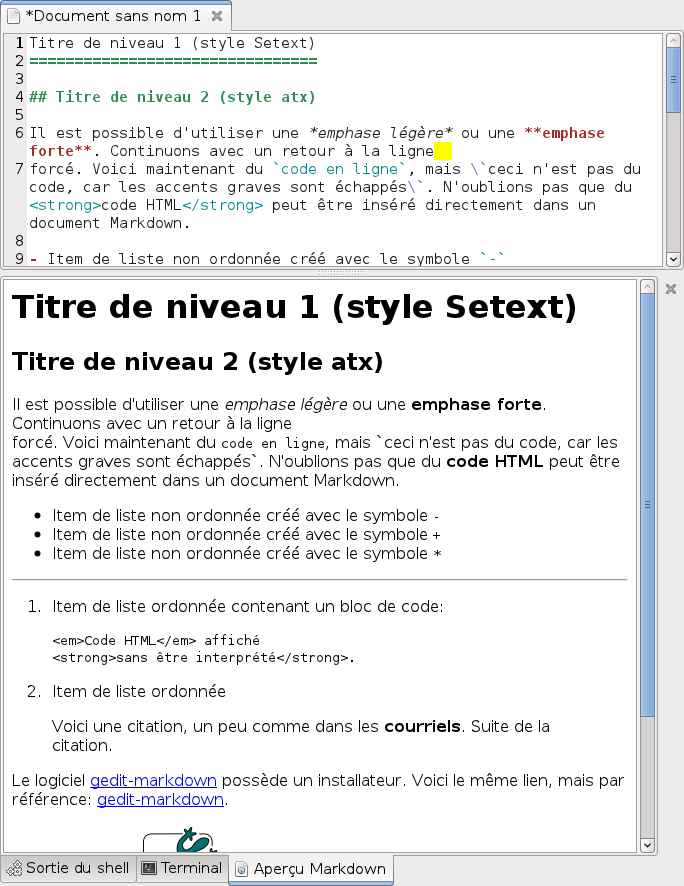 *Document sans nom 1
1 Titre de niveau 1 (style Setext)
2 ================================
3
4 ## Titre de niveau 2 (style atx)
5
6 Il est possible d'utiliser une *emphase légère* ou une **emphase
forte**. Continuons avec un retour à la ligne
7 forcé. Voici maintenant du `code en ligne`, mais \`ceci n'est pas du
code, car les accents graves sont échappés\`. N'oublions pas que du
<strong>code HTML</strong> peut être inséré directement dans un
document Markdown.
8
9 - Item de liste non ordonnée créé avec le symbole `-`
Titre de niveau 1 (style Setext)
Titre de niveau 2 (style atx)
Il est possible d'utiliser une emphase légère ou une emphase forte.
Continuons avec un retour à la ligne
forcé. Voici maintenant du code en ligne, mais `ceci n'est pas du code, car les
accents graves sont échappés`. N'oublions pas que du code HTML peut être
inséré directement dans un document Markdown.
• Item de liste non ordonnée créé avec le symbole -
• Item de liste non ordonnée créé avec le symbole +
• Item de liste non ordonnée créé avec le symbole *
1. Item de liste ordonnée contenant un bloc de code:
<em>Code HTML</em> affiché
<strong>sans être interprété</strong>.
2. Item de liste ordonnée
Voici une citation, un peu comme dans les courriels. Suite de la
citation.
Le logiciel gedit-markdown possède un installateur. Voici le même lien, mais par
référence: gedit-markdown.
Sortie du shell
Terminal
Aperçu Markdown